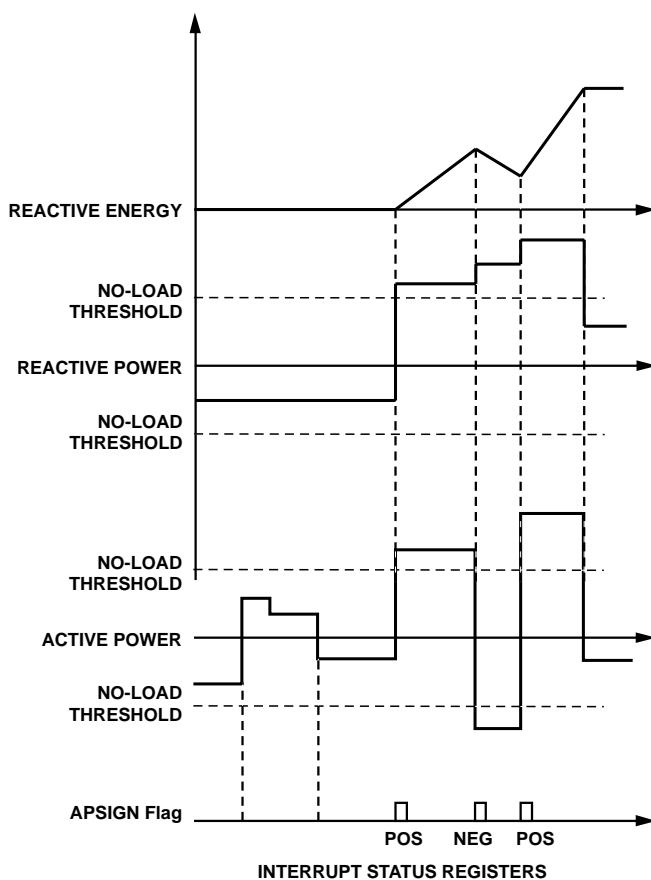 REACTIVE ENERGY
NO-LOAD
THRESHOLD
REACTIVE POWER
NO-LOAD
THRESHOLD
NO-LOAD
THRESHOLD
ACTIVE POWER
NO-LOAD
THRESHOLD
APSIGN Flag
POS NEG POS
INTERRUPT STATUS REGISTERS